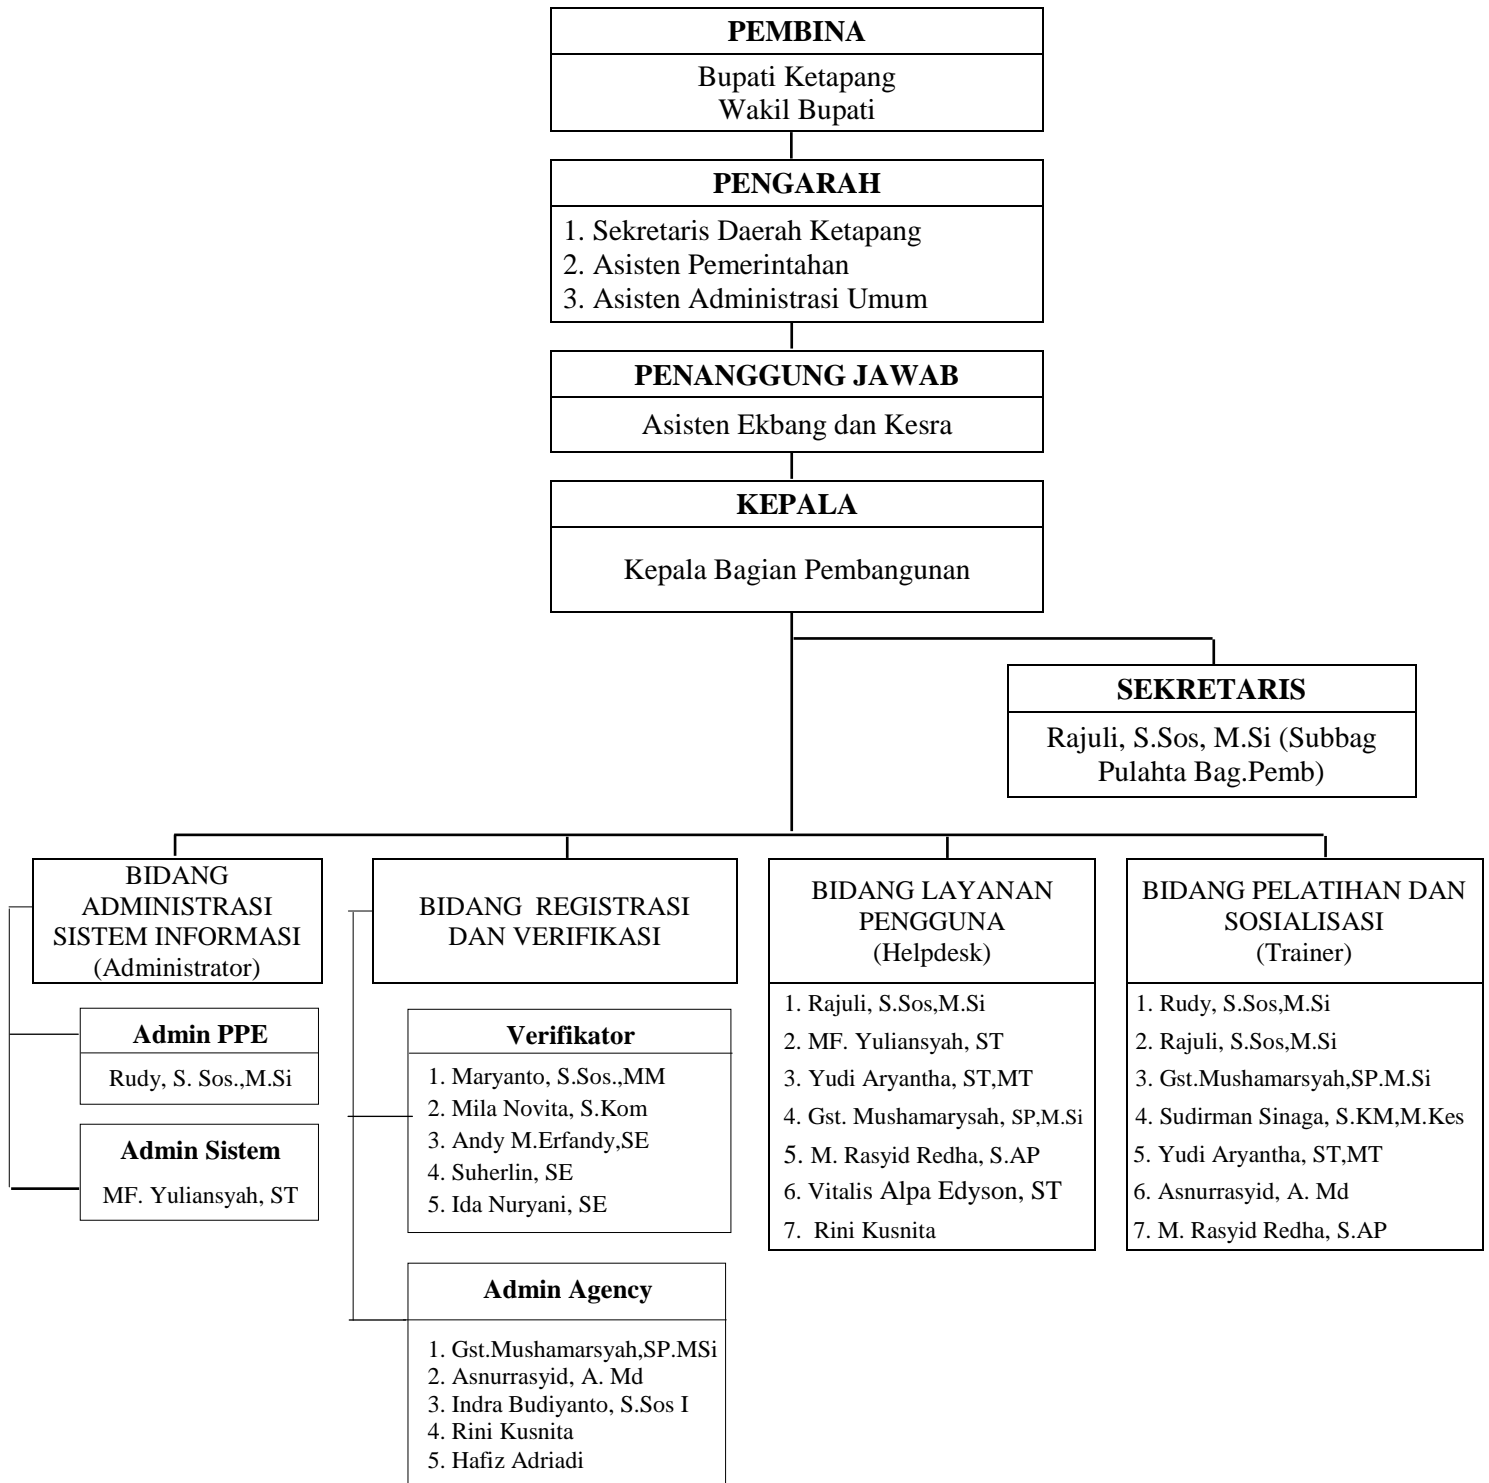 PEMBINA
Bupati Ketapang
Wakil Bupati
PENGARAH
1. Sekretaris Daerah Ketapang
2. Asisten Pemerintahan
3. Asisten Administrasi Umum
PENANGGUNG JAWAB
Asisten Ekbang dan Kesra
KEPALA
Kepala Bagian Pembangunan
SEKRETARIS
Rajuli, S.Sos, M.Si (Subbag
Pulahta Bag.Pemb)
BIDANG
ADMINISTRASI
SISTEM INFORMASI
(Administrator)
Admin PPE
Rudy, S. Sos.,M.Si
Admin Sistem
MF. Yuliansyah, ST
BIDANG REGISTRASI
DAN VERIFIKASI
Verifikator
1. Maryanto, S.Sos.,MM
2. Mila Novita, S.Kom
3. Andy M.Erfandy,SE
4. Suherlin, SE
5. Ida Nuryani, SE
Admin Agency
1. Gst.Mushamarsyah,SP.MSi
2. Asnurrasyid, A. Md
3. Indra Budiyanto, S.Sos I
4. Rini Kusnita
5. Hafiz Adriadi
BIDANG LAYANAN
PENGGUNA
(Helpdesk)
1. Rajuli, S.Sos,M.Si
2. MF. Yuliansyah, ST
3. Yudi Aryantha, ST,MT
4. Gst. Mushamarysah, SP,M.Si
5. M. Rasyid Redha, S.AP
6. Vitalis Alpa Edyson, ST
7. Rini Kusnita
BIDANG PELATIHAN DAN
SOSIALISASI
(Trainer)
1. Rudy, S.Sos,M.Si
2. Rajuli, S.Sos,M.Si
3. Gst.Mushamarsyah,SP.M.Si
4. Sudirman Sinaga, S.KM,M.Kes
5. Yudi Aryantha, ST,MT
6. Asnurrasyid, A. Md
7. M. Rasyid Redha, S.AP